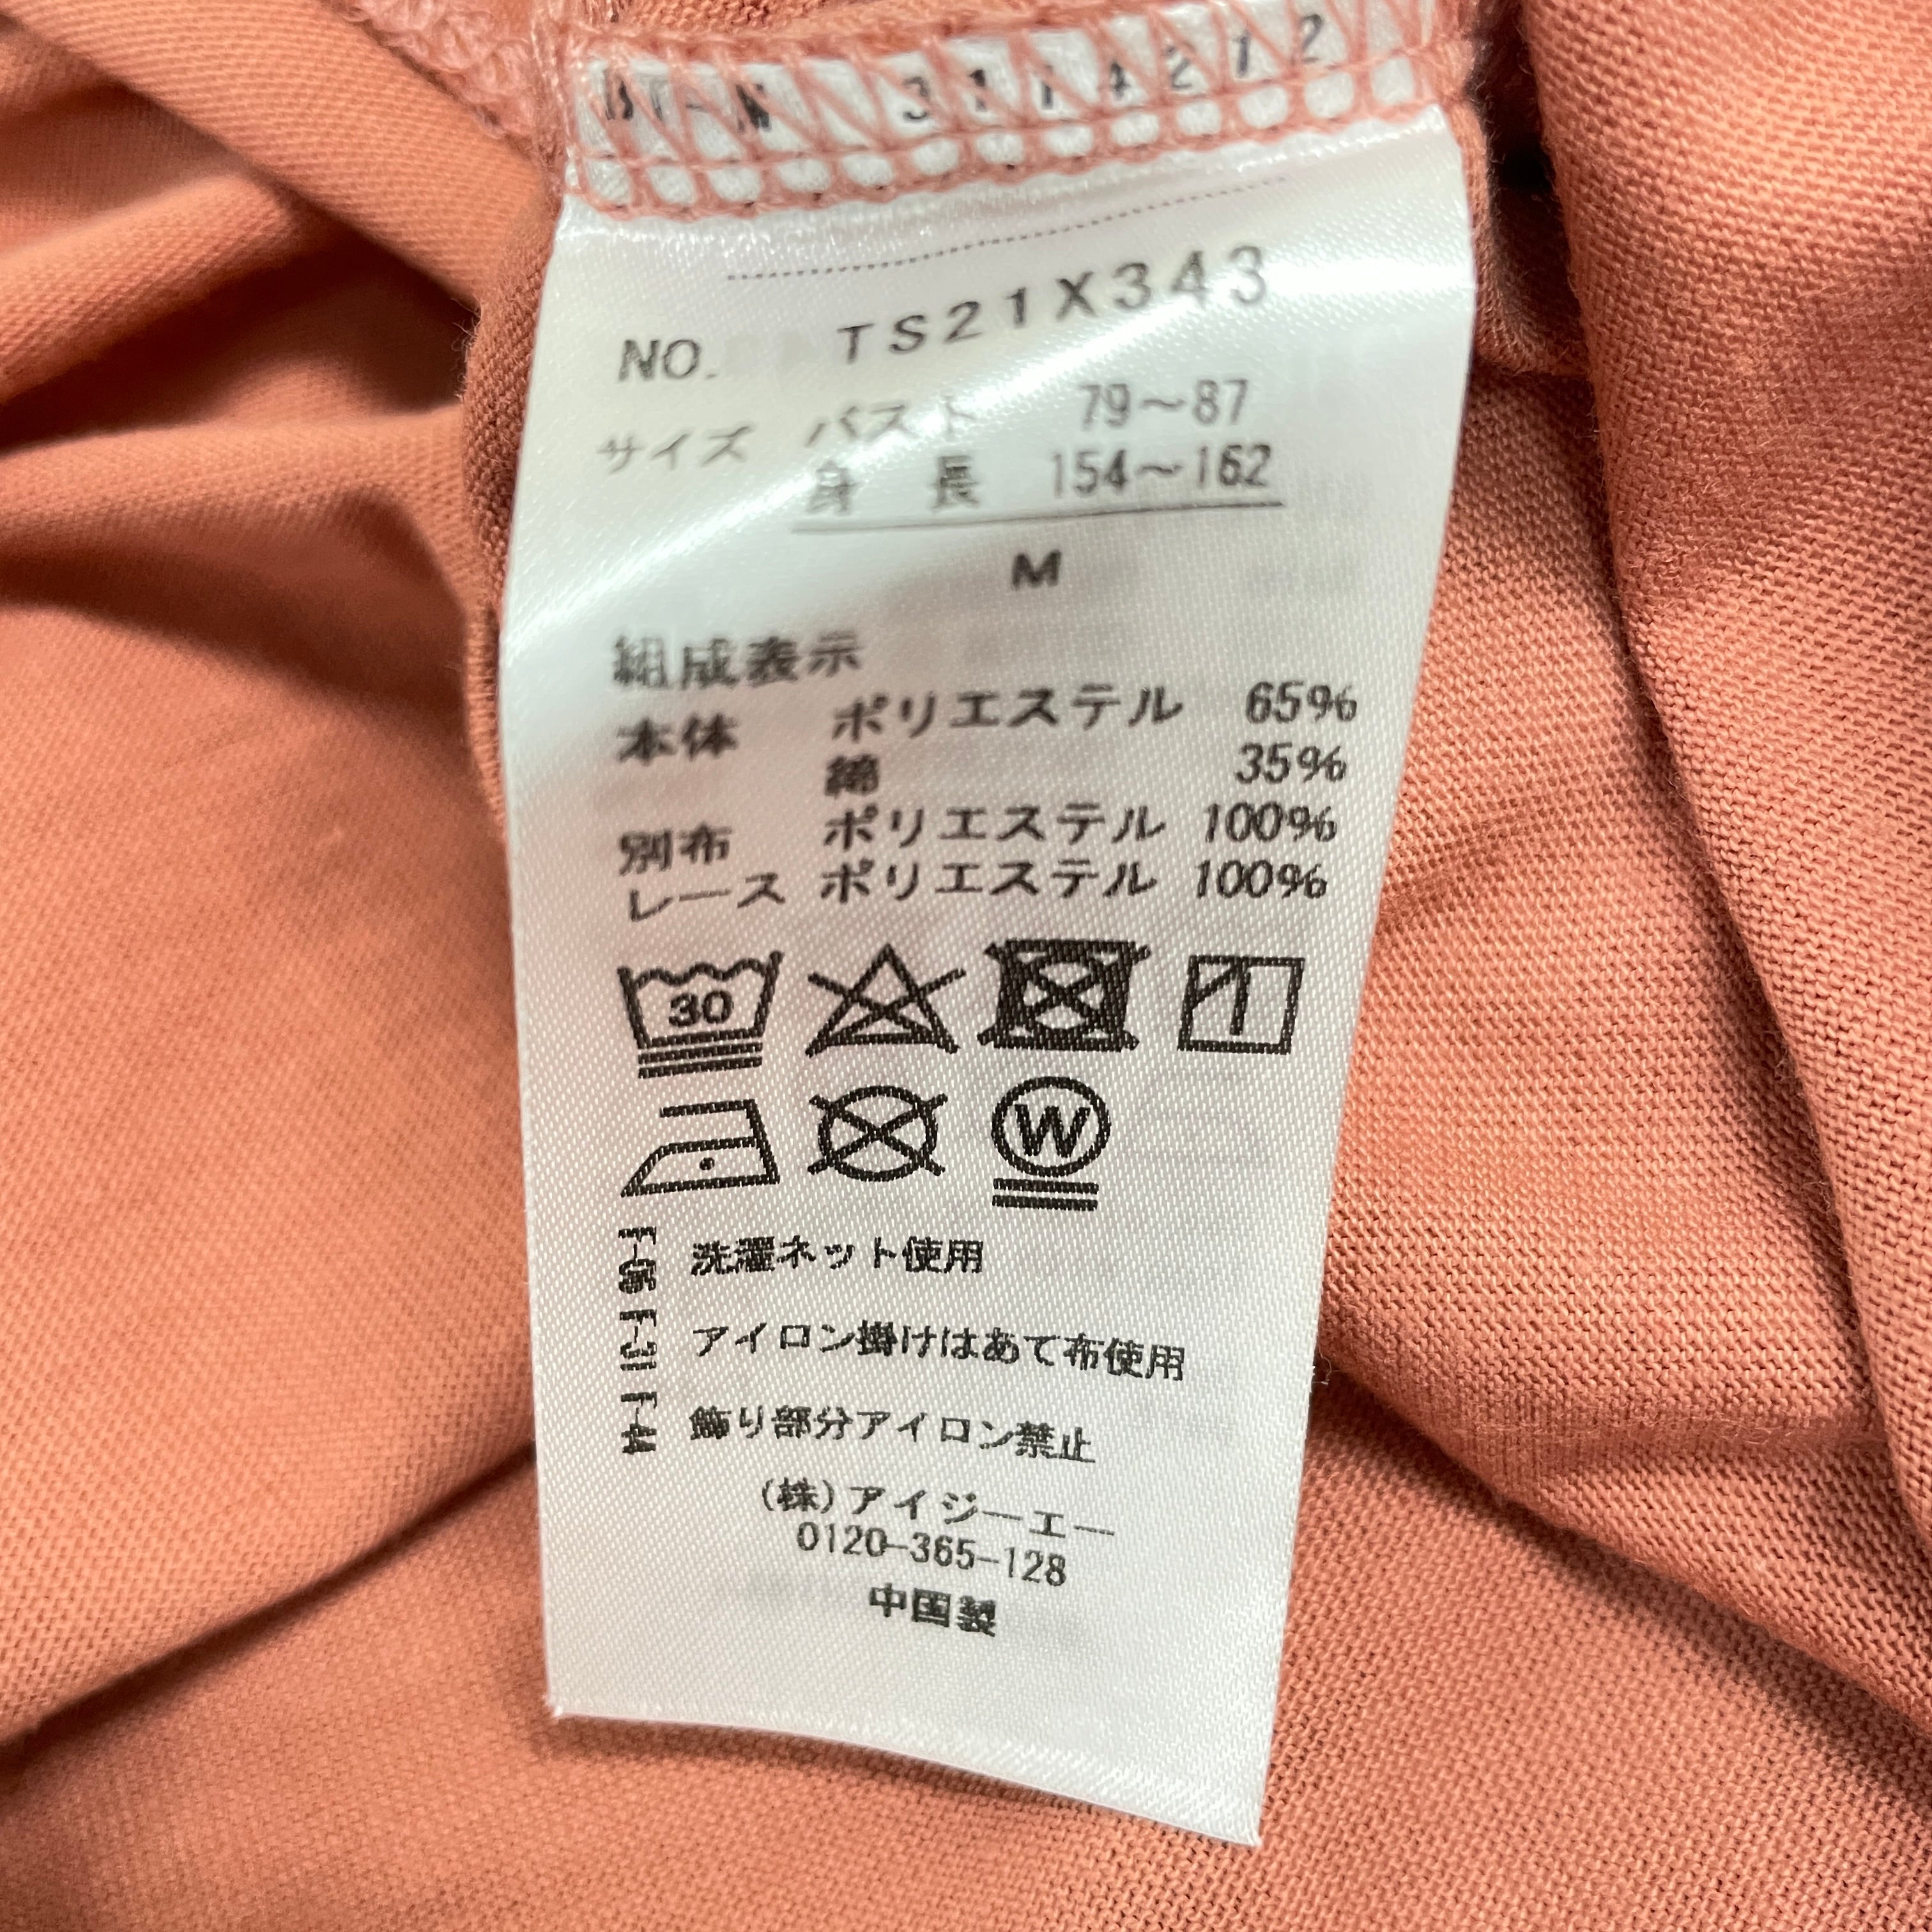 3114212
NO. TS21X343
サイズ バスト 79〜87
身 長 154〜162
M
組成表示
本体 ポリエステル 65%
綿 35%
別布 ポリエステル 100%
レース ポリエステル 100%
30
W
F-06 洗濯ネット使用
F-31 アイロン掛けはあて布使用
F-44 飾り部分アイロン禁止
(株)アイジーエー
0120-365-128
中国製